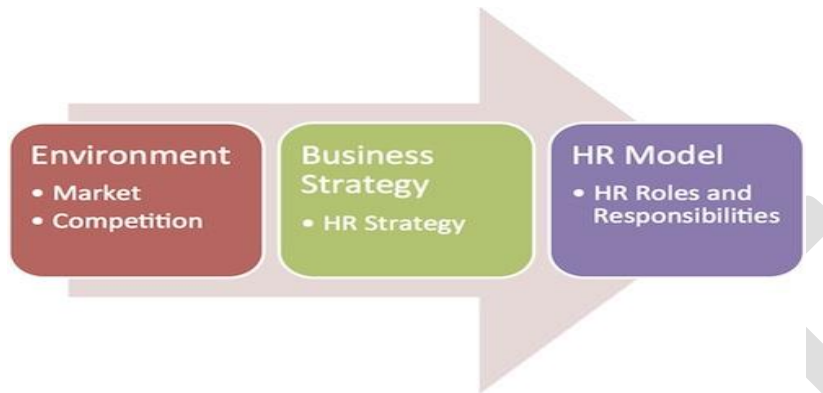 Environment
• Market
• Competition
Business
Strategy
• HR Strategy
HR Model
• HR Roles and
Responsibilities